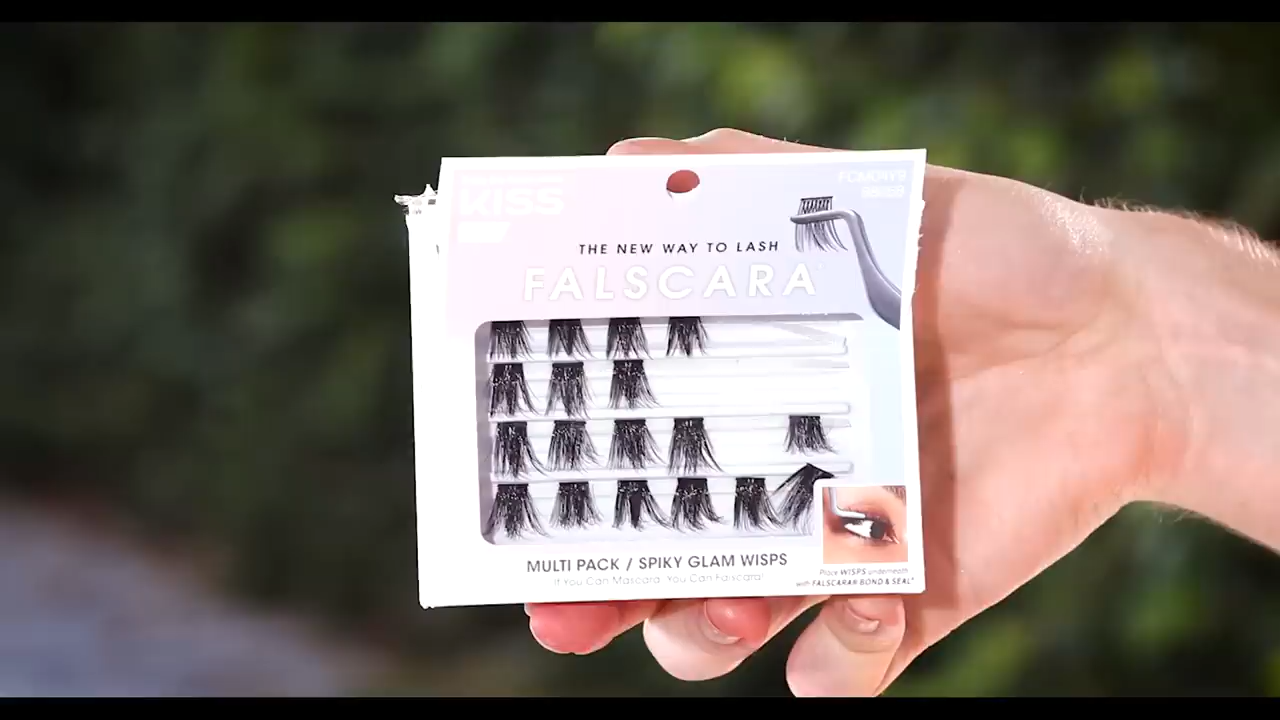 KISS
THE NEW WAY TO LASH
FALSCARA
MULTI PACK / SPIKY GLAM WISPS
If You Can Mascara, You Can Falscara!
Place WISPS underneath
with FALSCARA® BOND & SEAL*